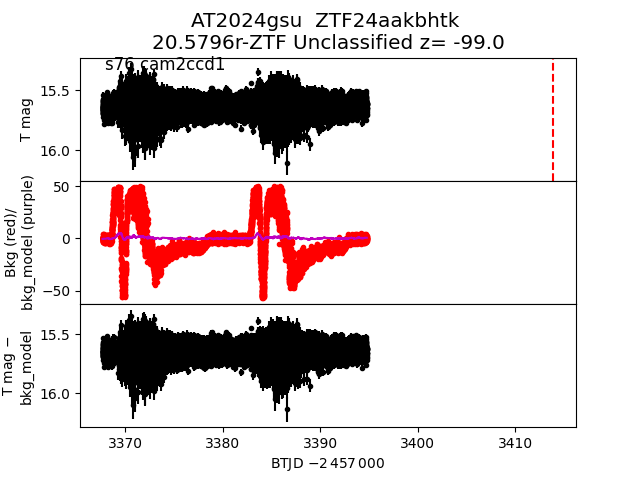 AT2024gsu ZTF24aakbhtk
20.5796r-ZTF Unclassified z= -99.0
s76 cam2ccd1
T mag
15.5
16.0
Bkg (red)/
bkg_model (purple)
50
0
−50
T mag −
bkg_model
15.5
16.0
3370 3380 3390 3400 3410
BTJD −2 457 000